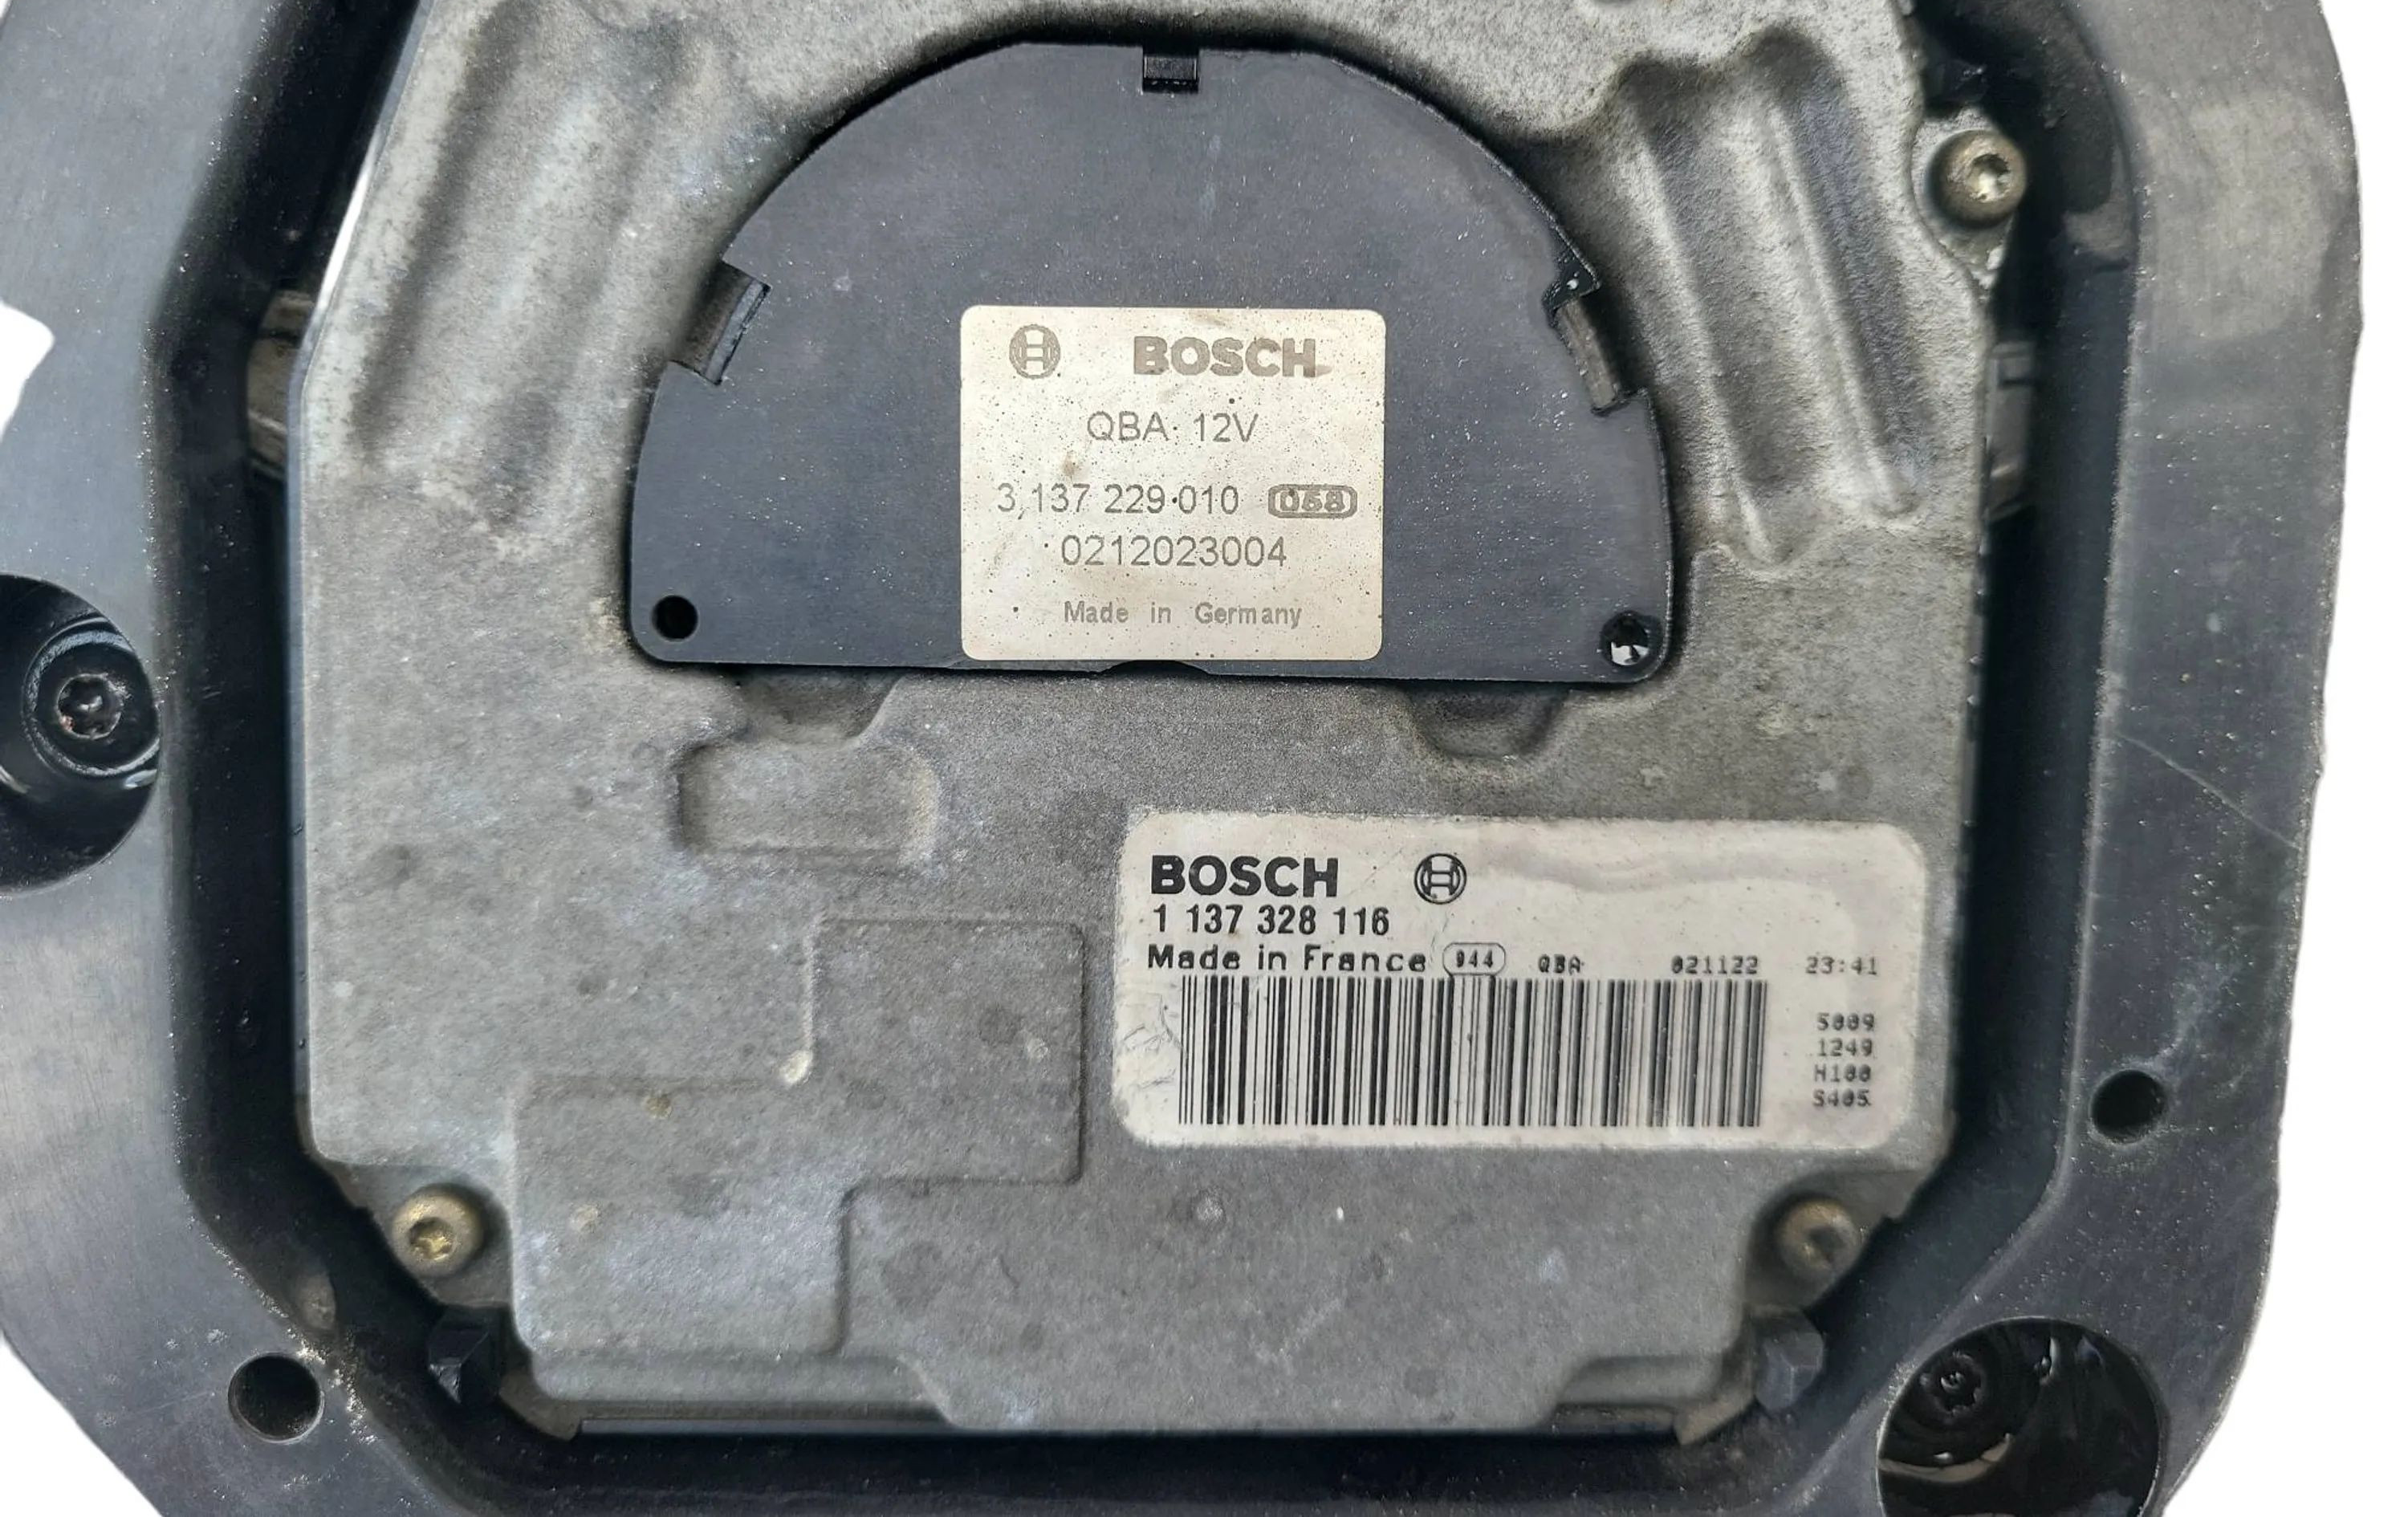 BOSCH
QBA 12V
3 137 229 010 068
0212023004
Made in Germany
BOSCH
1 137 328 116
Made in France 944 QBA 021122 23:41
5009
1249
H100
S405